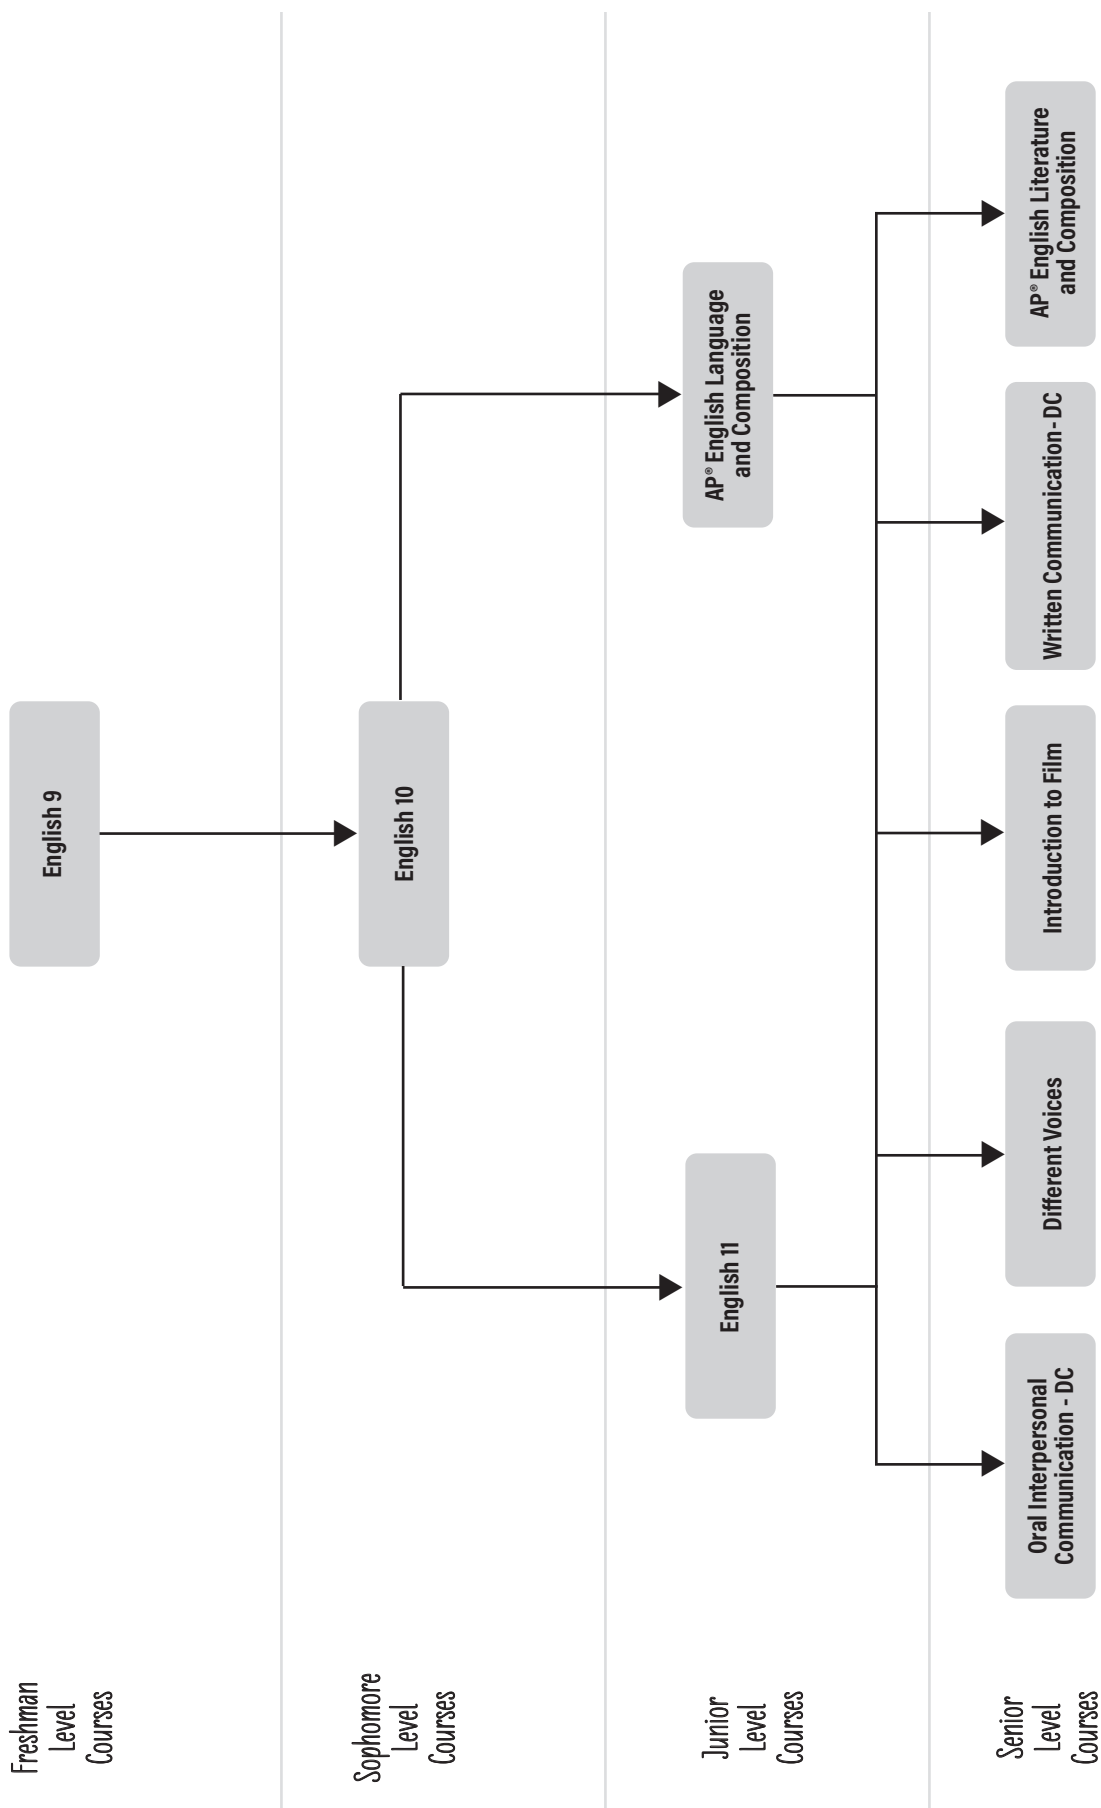 Freshman
Level
Courses
English 9
Sophomore
Level
Courses
English 10
Junior
Level
Courses
English 11
AP® English Language
and Composition
Senior
Level
Courses
Oral Interpersonal
Communication - DC
Different Voices
Introduction to Film
Written Communication-DC
AP® English Literature
and Composition